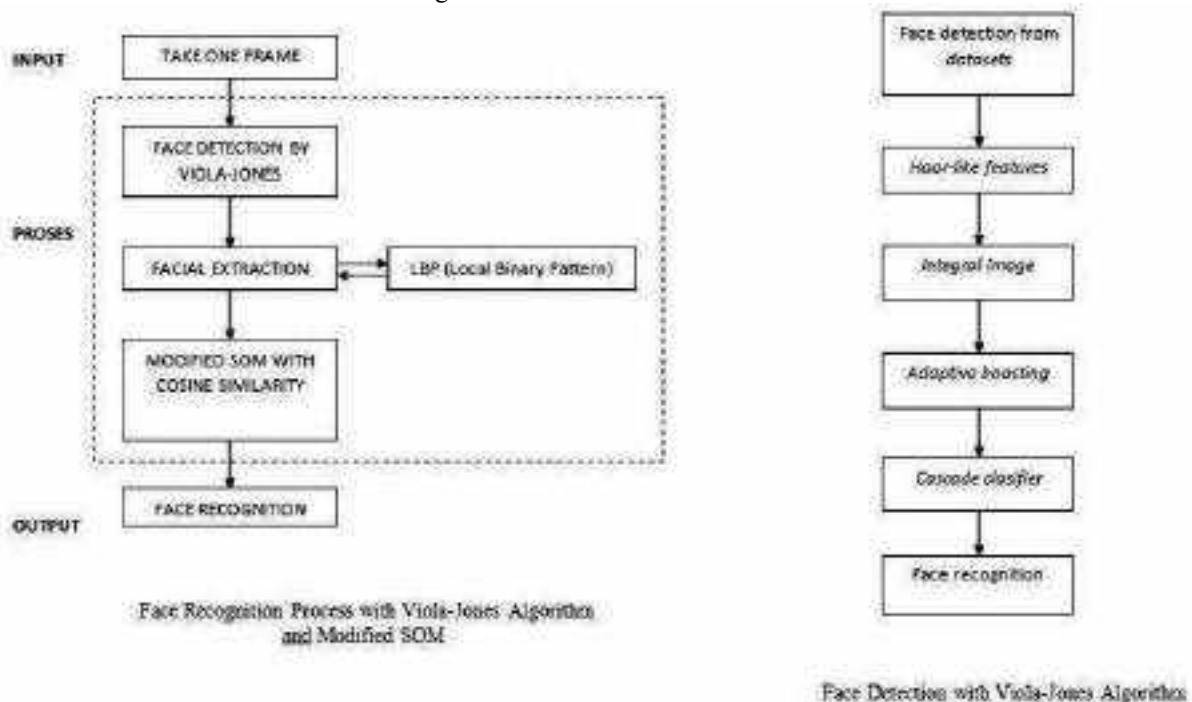 INPUT
TAKE ONE FRAME
FACE DETECTION BY
VIOLA-JONES
PROSES
FACIAL EXTRACTION
LBP (Local Binary Pattern)
MODIFIED SOM WITH
COSINE SIMILARITY
FACE RECOGNITION
OUTPUT
Face Recognition Process with Viola-Jones Algorithm
and Modified SOM
Face detection from
datasets
Haar-like features
Integral image
Adaptive boosting
Cascade clasifier
Face recognition
Face Detection with Viola-Jones Algorithm